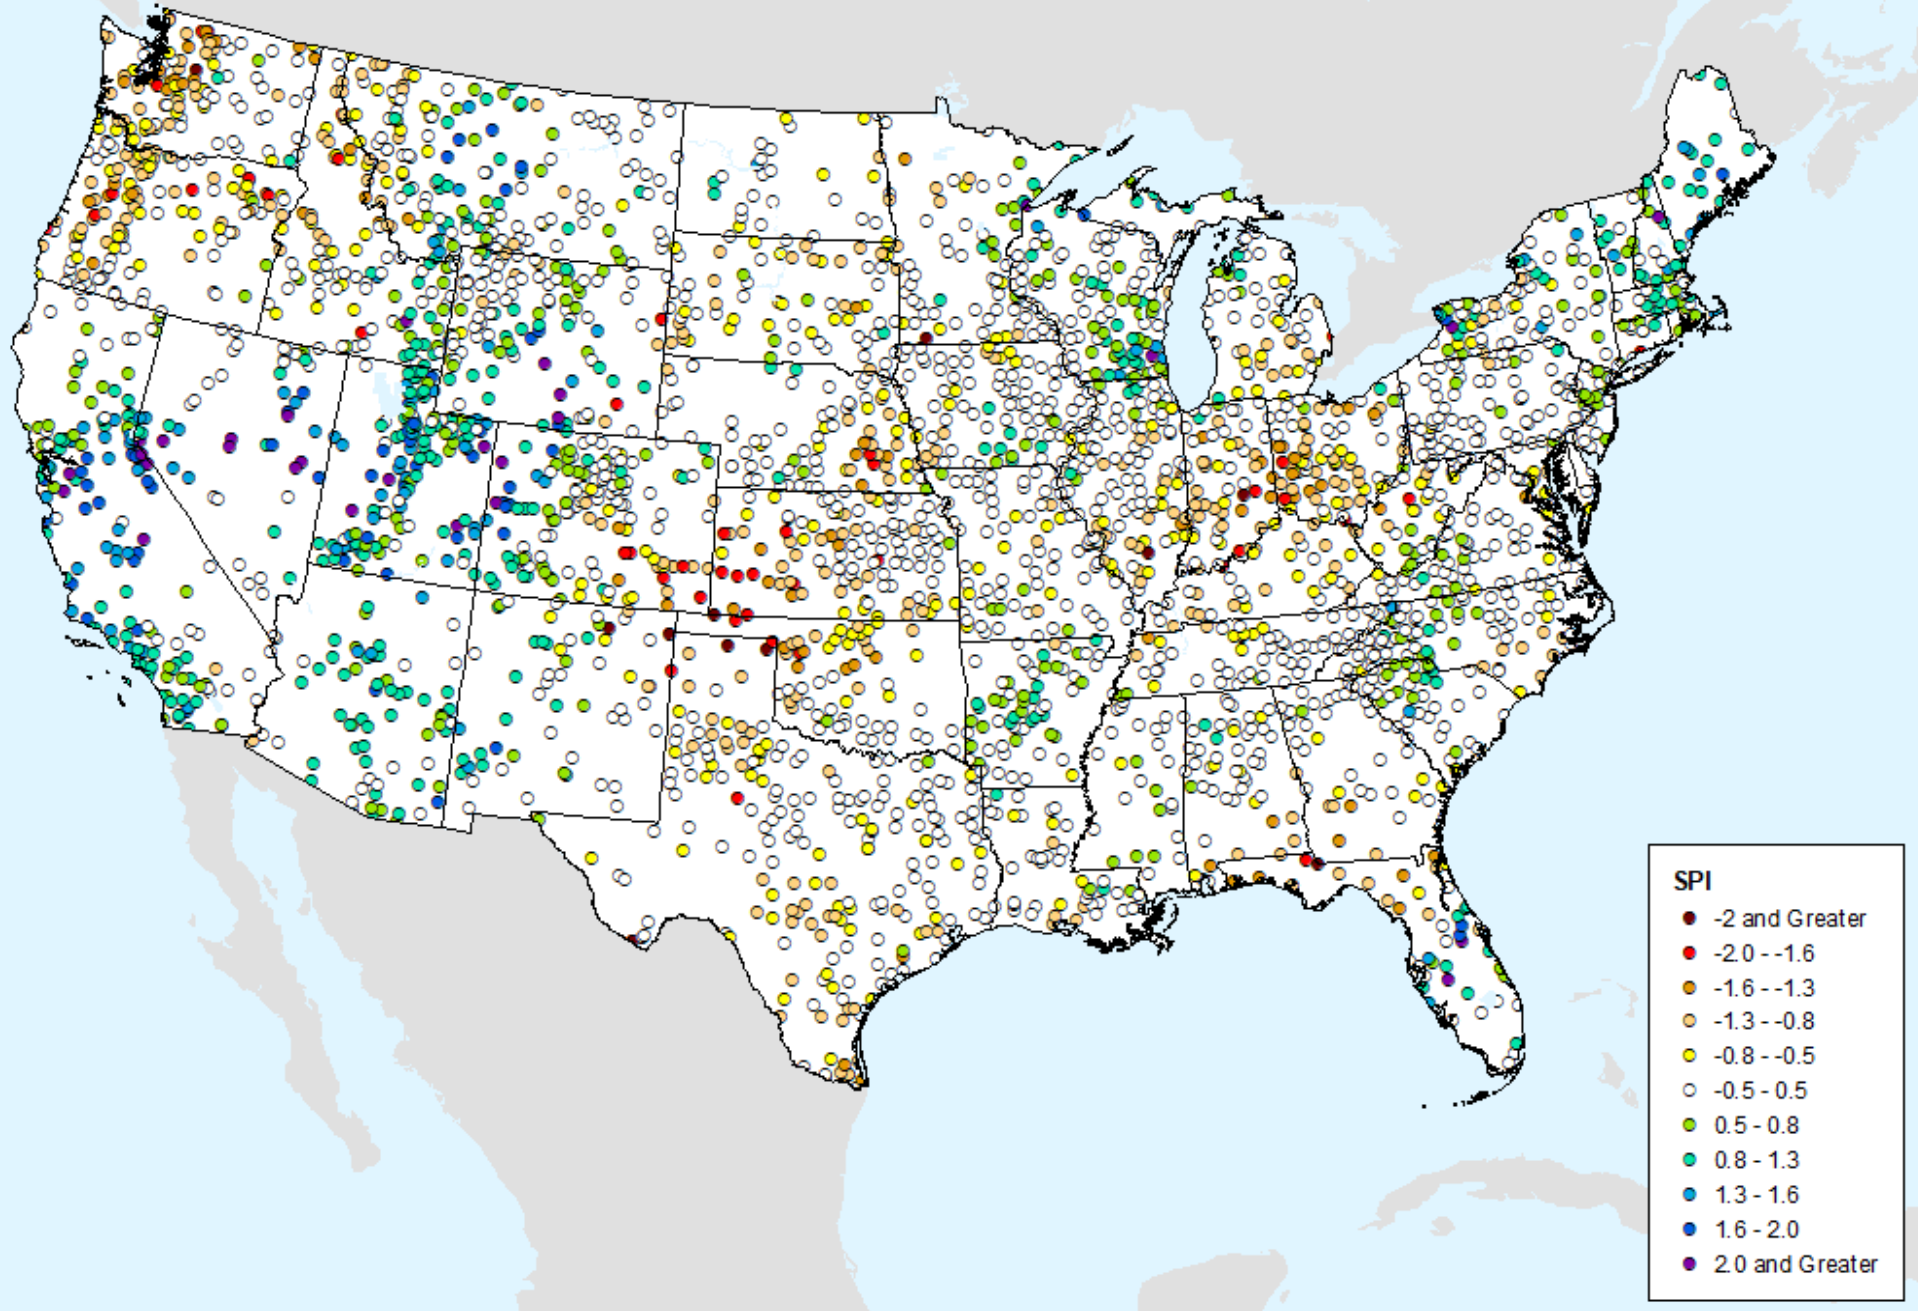 SPI
-2 and Greater
-2.0 - -1.6
-1.6 - -1.3
-1.3 - -0.8
-0.8 - -0.5
-0.5 - 0.5
0.5 - 0.8
0.8 - 1.3
1.3 - 1.6
1.6 - 2.0
2.0 and Greater